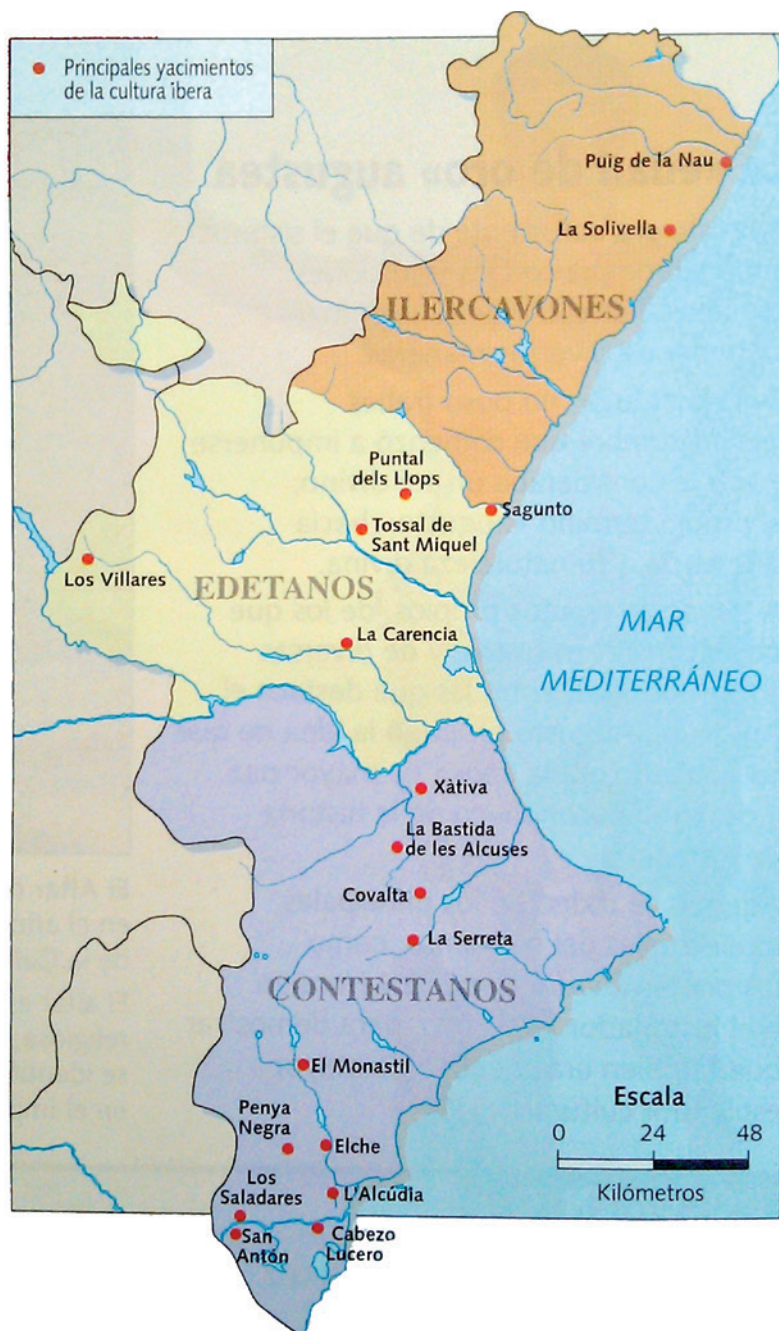 Principales yacimientos
de la cultura ibera
Puig de la Nau
La Solivella
ILERCAVONES
Puntal
dels Llops
Sagunto
Tossal de
Sant Miquel
Los Villares
EDETANOS
La Carencia
MAR
MEDITERRÁNEO
Xàtiva
La Bastida
de les Alcuses
Covalta
La Serreta
CONTESTANOS
El Monastil
Penya
Negra
Elche
Los
Saladares
L'Alcúdia
San
Antón
Cabezo
Lucero
Escala
0 24 48
Kilómetros